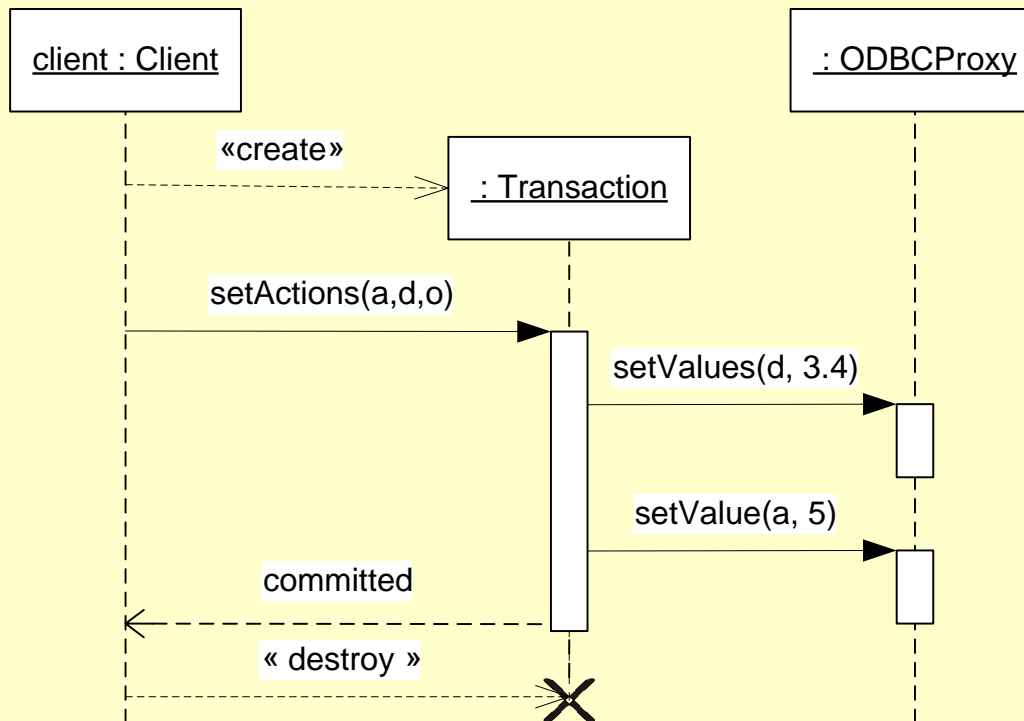 client : Client
: ODBCProxy
«create»
: Transaction
setActions(a,d,o)
setValues(d, 3.4)
setValue(a, 5)
committed
« destroy »